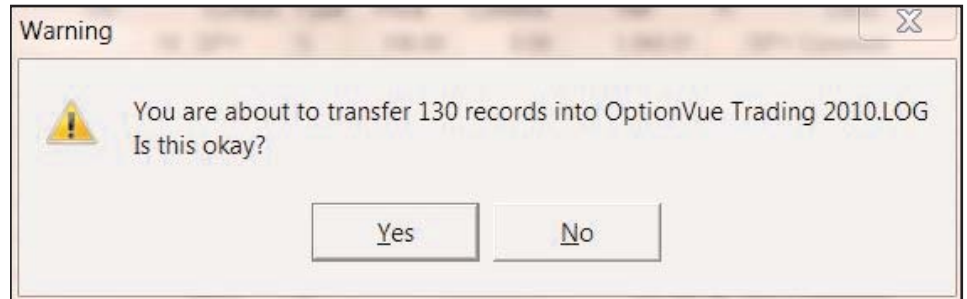 Warning
You are about to transfer 130 records into OptionVue Trading 2010.LOG
Is this okay?
Yes
No